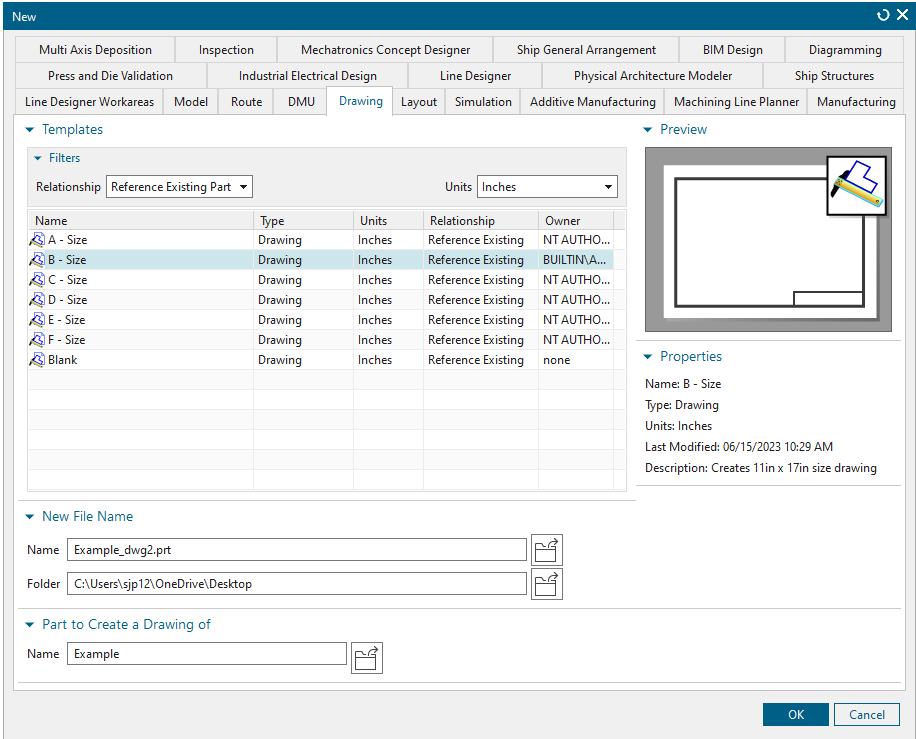 New
Multi Axis Deposition Inspection Mechatronics Concept Designer Ship General Arrangement BIM Design Diagramming
Press and Die Validation Industrial Electrical Design Line Designer Physical Architecture Modeler Ship Structures
Line Designer Workareas Model Route DMU Drawing Layout Simulation Additive Manufacturing Machining Line Planner Manufacturing
Templates
Filters
Relationship Reference Existing Part Units Inches
Name Type Units Relationship Owner
A - Size Drawing Inches Reference Existing NT AUTHO...
B - Size Drawing Inches Reference Existing BUILTIN\A...
C - Size Drawing Inches Reference Existing NT AUTHO...
D - Size Drawing Inches Reference Existing NT AUTHO...
E - Size Drawing Inches Reference Existing NT AUTHO...
F - Size Drawing Inches Reference Existing NT AUTHO...
Blank Drawing Inches Reference Existing none
Preview
Properties
Name: B - Size
Type: Drawing
Units: Inches
Last Modified: 06/15/2023 10:29 AM
Description: Creates 11in x 17in size drawing
New File Name
Name Example_dwg2.prt
Folder C:\Users\sjp12\OneDrive\Desktop
Part to Create a Drawing of
Name Example
OK Cancel